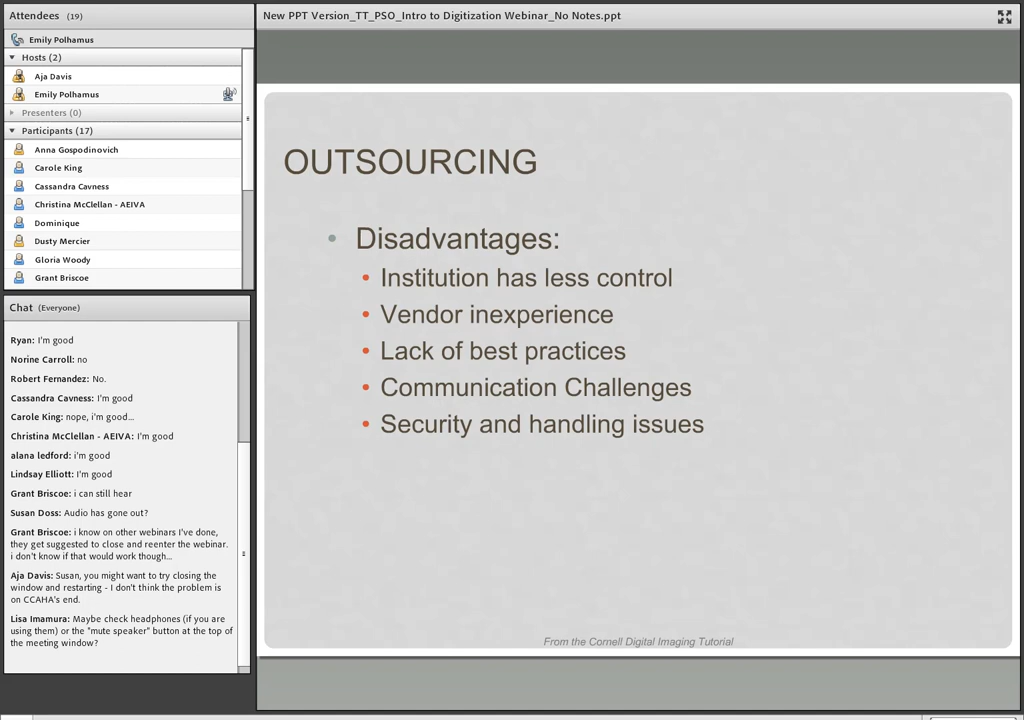 Attendees (19)
Emily Polhamus
Hosts (2)
Aja Davis
Emily Polhamus
Presenters (0)
Participants (17)
Anna Gospodinovich
Carole King
Cassandra Cavness
Christina McClellan - AEIVA
Dominique
Dusty Mercier
Gloria Woody
Grant Briscoe
Chat (Everyone)
Ryan: I'm good
Norine Carroll: no
Robert Fernandez: No.
Cassandra Cavness: I'm good
Carole King: nope, i'm good...
Christina McClellan - AEIVA: I'm good
alana ledford: i'm good
Lindsay Elliott: I'm good
Grant Briscoe: i can still hear
Susan Doss: Audio has gone out?
Grant Briscoe: i know on other webinars I've done,
they get suggested to close and reenter the webinar.
i don't know if that would work though...
Aja Davis: Susan, you might want to try closing the
window and restarting - I don't think the problem is
on CCAHA's end.
Lisa Imamura: Maybe check headphones (if you are
using them) or the "mute speaker" button at the top of
the meeting window?
New PPT Version_TT_PSO_Intro to Digitization Webinar_No Notes.ppt
OUTSOURCING
• Disadvantages:
• Institution has less control
• Vendor inexperience
• Lack of best practices
• Communication Challenges
• Security and handling issues
From the Cornell Digital Imaging Tutorial